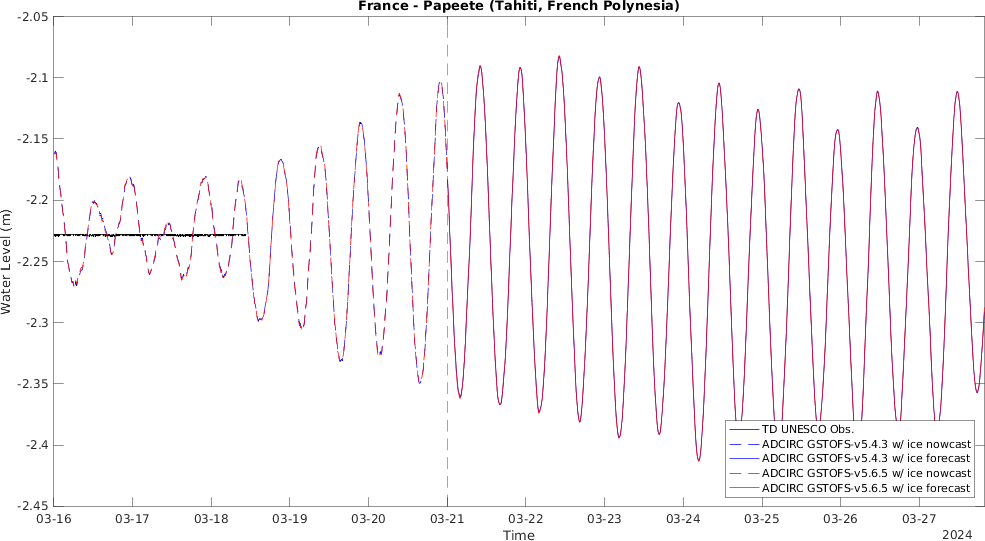 France - Papeete (Tahiti, French Polynesia)
Water Level (m)
-2.05
-2.1
-2.15
-2.2
-2.25
-2.3
-2.35
-2.4
-2.45
TD UNESCO Obs.
ADCIRC GSTOFS-v5.4.3 w/ ice nowcast
ADCIRC GSTOFS-v5.4.3 w/ ice forecast
ADCIRC GSTOFS-v5.6.5 w/ ice nowcast
ADCIRC GSTOFS-v5.6.5 w/ ice forecast
03-16 03-17 03-18 03-19 03-20 03-21 03-22 03-23 03-24 03-25 03-26 03-27
Time
2024